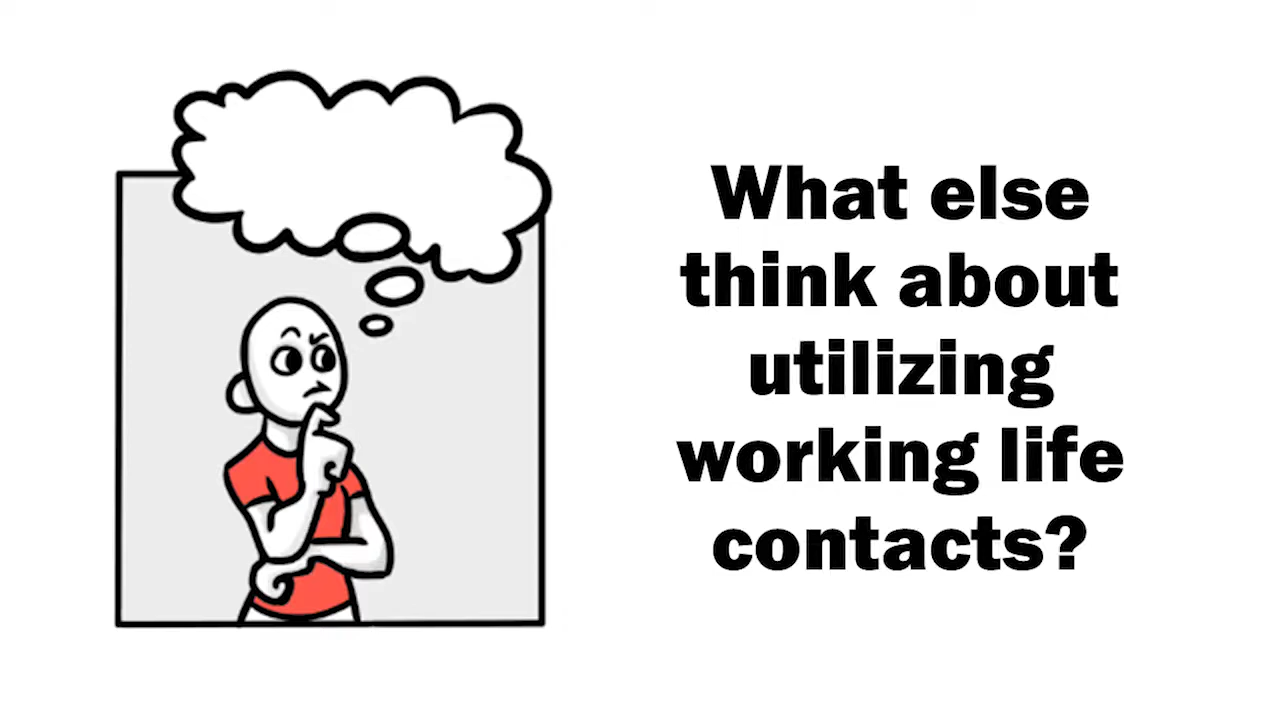 What else
think about
utilizing
working life
contacts?